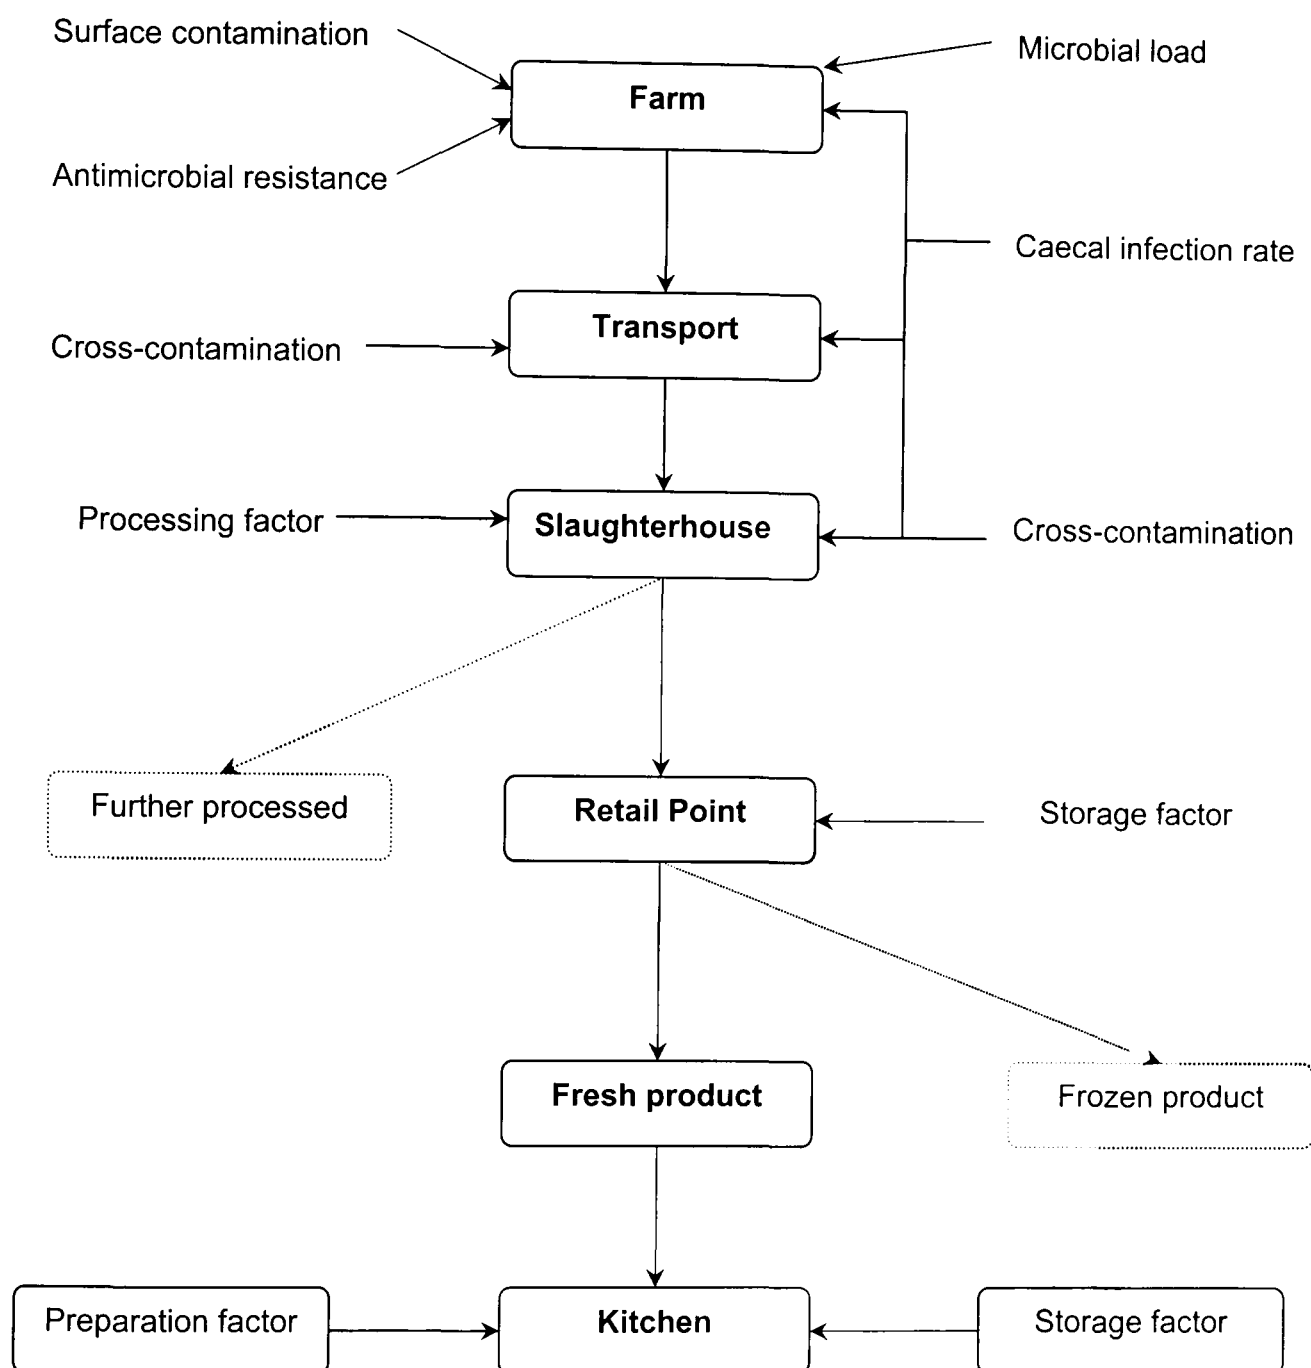 Surface contamination
Microbial load
Farm
Antimicrobial resistance
Caecal infection rate
Transport
Cross-contamination
Processing factor
Slaughterhouse
Cross-contamination
Further processed
Retail Point
Storage factor
Fresh product
Frozen product
Preparation factor
Kitchen
Storage factor